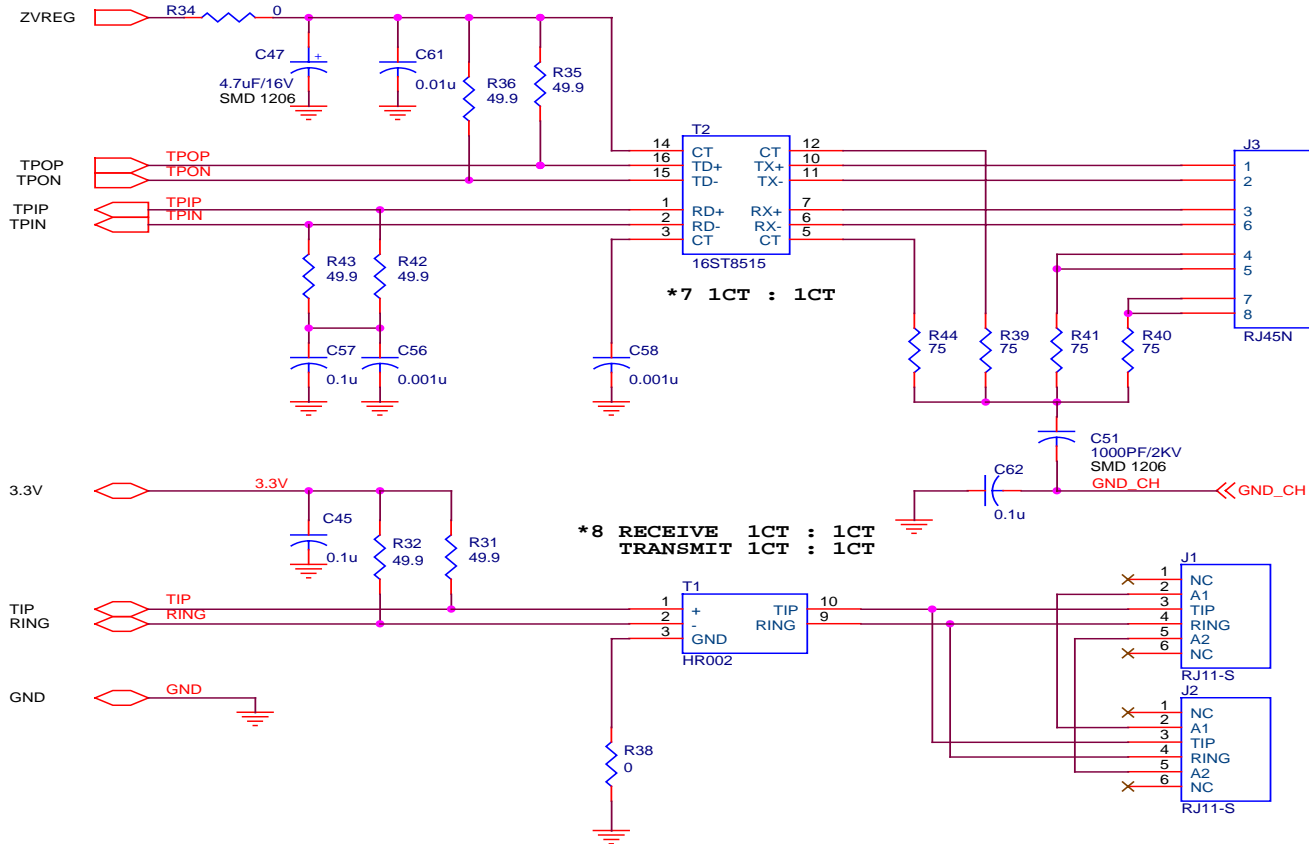 ZVREG
R34
0
C47
4.7uF/16V
SMD 1206
C61
0.01u
R36
49.9
R35
49.9
TPOP
TPON
TPOP
TPON
TPIP
TPIN
TPIP
TPIN
T2
14 CT CT 12
16 TD+ TX+ 10
15 TD- TX- 11
1 RD+ RX+ 7
2 RD- RX- 6
3 CT CT 5
16ST8515
*7 1CT : 1CT
J3
1
2
3
6
4
5
7
8
RJ45N
R43
49.9
R42
49.9
C57
0.1u
C56
0.001u
C58
0.001u
R44
75
R39
75
R41
75
R40
75
C51
1000PF/2KV
SMD 1206
C62
0.1u
GND_CH
GND_CH
3.3V
3.3V
C45
0.1u
R32
49.9
R31
49.9
*8 RECEIVE 1CT : 1CT
TRANSMIT 1CT : 1CT
TIP
RING
TIP
RING
T1
1 + TIP 10
2 - RING 9
3 GND
HR002
J1
1 NC
2 A1
3 TIP
4 RING
5 A2
6 NC
RJ11-S
GND
GND
R38
0
J2
1 NC
2 A1
3 TIP
4 RING
5 A2
6 NC
RJ11-S